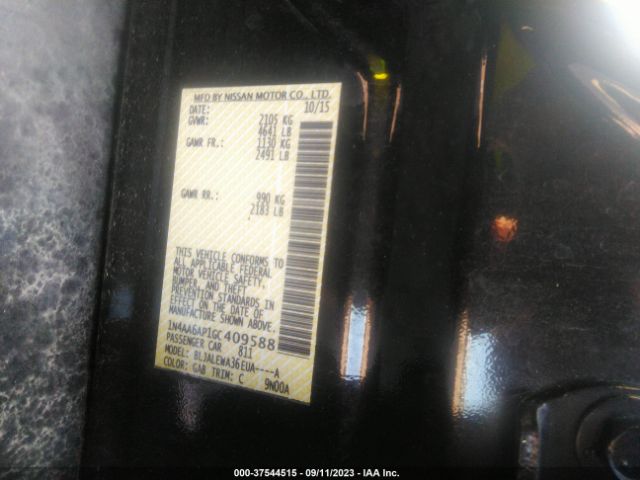 MFD BY NISSAN MOTOR CO., LTD.
DATE: 10/15
GVWR: 2105 KG
4641 LB
GAWR FR.: 1130 KG
2491 LB
GAWR RR.: 990 KG
2183 LB
THIS VEHICLE CONFORMS TO
ALL APPLICABLE FEDERAL
MOTOR VEHICLE SAFETY,
BUMPER, AND THEFT
PREVENTION STANDARDS IN
EFFECT ON THE DATE OF
MANUFACTURE SHOWN ABOVE.
1N4AA6AP1GC409588
PASSENGER CAR 811
MODEL: BLJALEWA36EUA----A
COLOR: GAB TRIM: C 9N00A
000-37544515 - 09/11/2023 - IAA Inc.